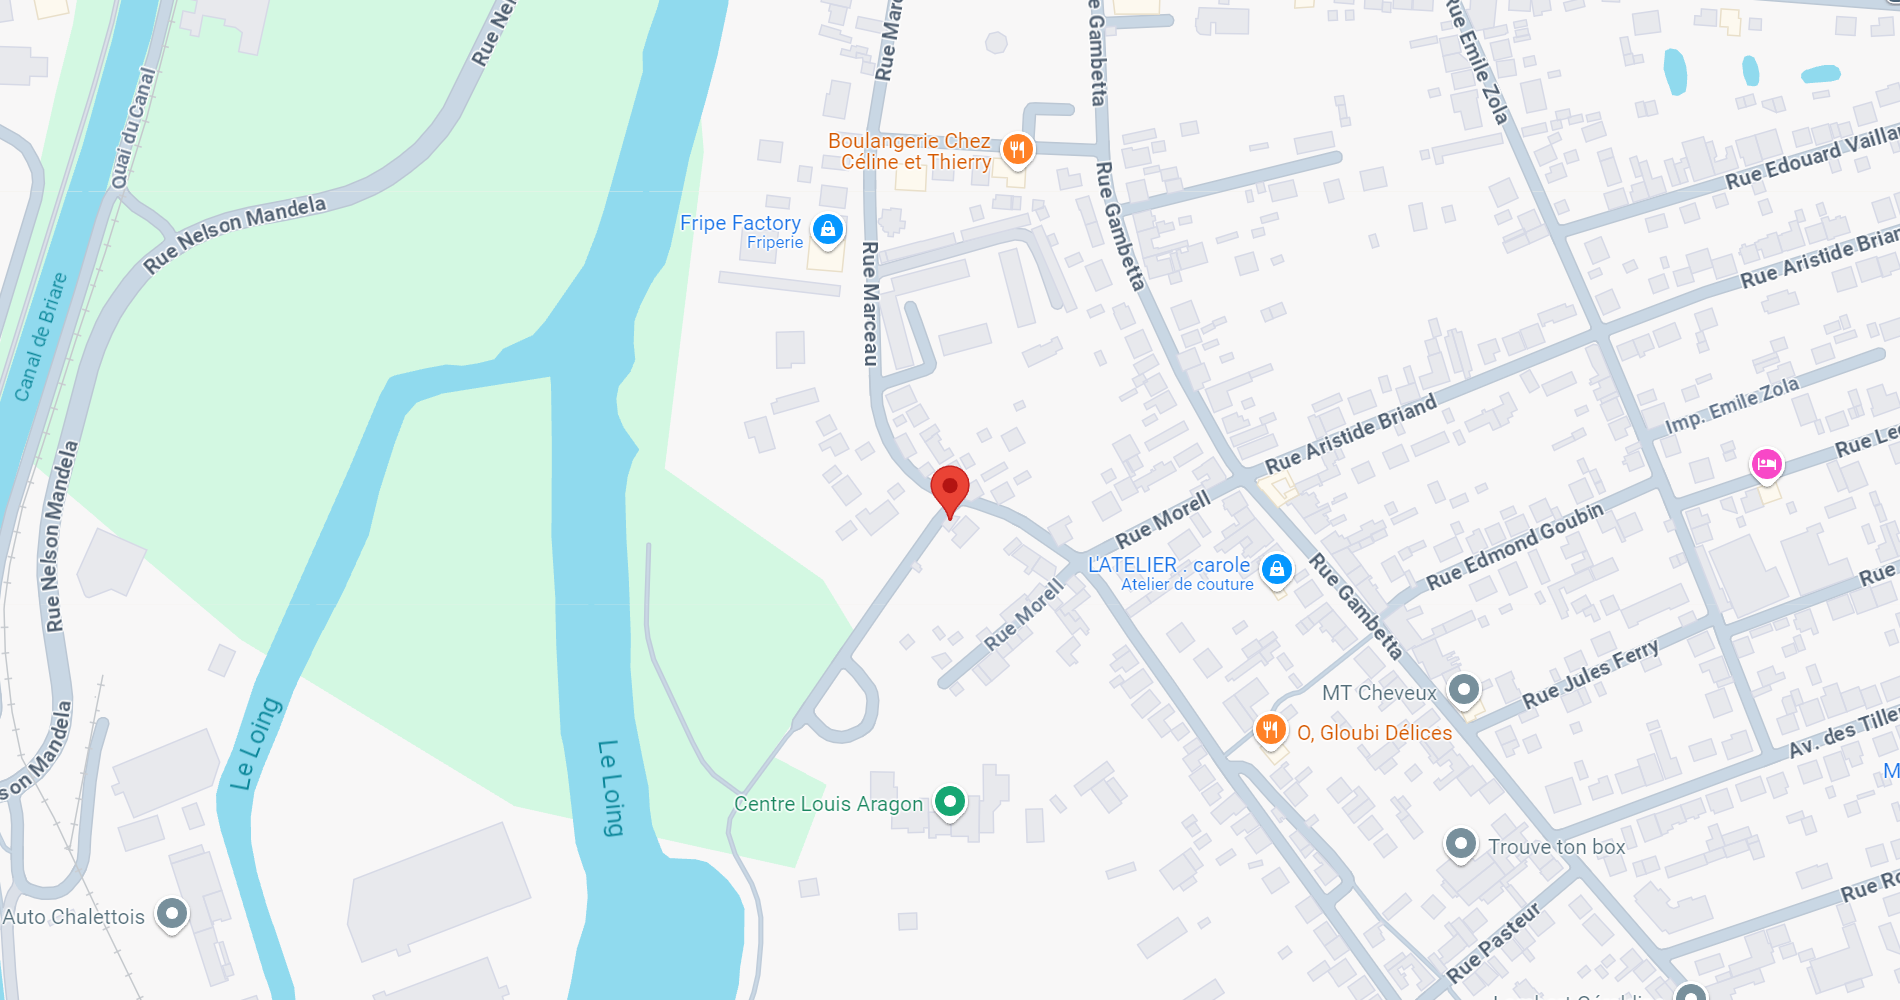 Rue Nel
Rue Marc
e Gambetta
Rue Emile Zola
Quai du Canal
Boulangerie Chez
Céline et Thierry
Rue Edouard Vailla
Rue Nelson Mandela
Fripe Factory
Friperie
Rue Gambetta
Rue Aristide Brian
Canal de Briare
Rue Marceau
Imp. Emile Zola
Rue Aristide Briand
Rue Le
Rue Nelson Mandela
Rue Morell
Rue Edmond Goubin
L'ATELIER . carole
Atelier de couture
Rue Gambetta
Rue
Rue Morell
Rue Jules Ferry
MT Cheveux
O, Gloubi Délices
Le Loing
Le Loing
son Mandela
Av. des Tille
M
Centre Louis Aragon
Trouve ton box
Rue Ro
Auto Chalettois
Rue Pasteur